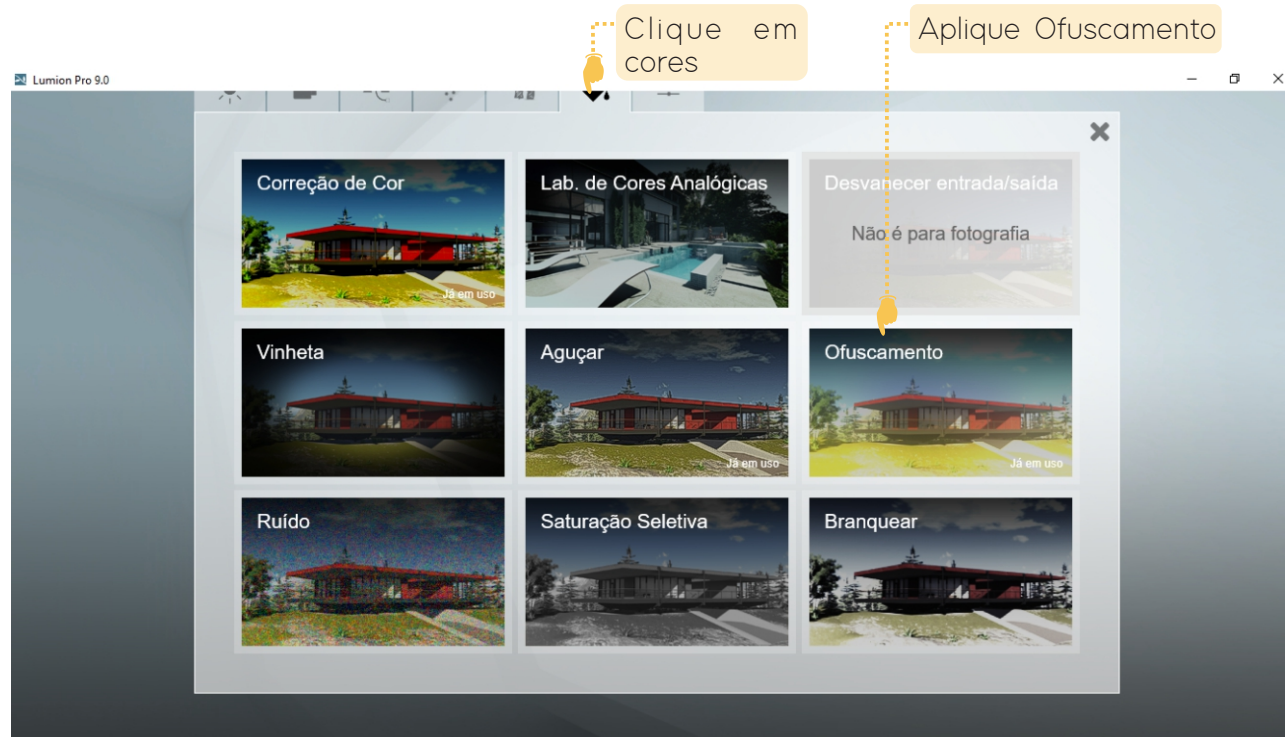 Clique em
cores
Aplique Ofuscamento
Lumion Pro 9.0
Correção de Cor
Já em uso
Lab. de Cores Analógicas
Desvanecer entrada/saída
Não é para fotografia
Vinheta
Aguçar
Já em uso
Ofuscamento
Já em uso
Ruído
Saturação Seletiva
Branquear